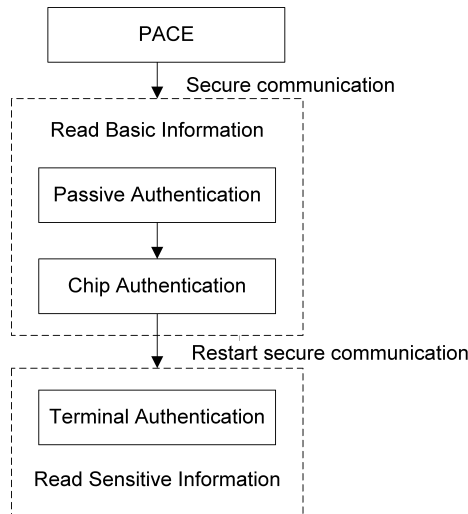 PACE
Secure communication
Read Basic Information
Passive Authentication
Chip Authentication
Restart secure communication
Terminal Authentication
Read Sensitive Information